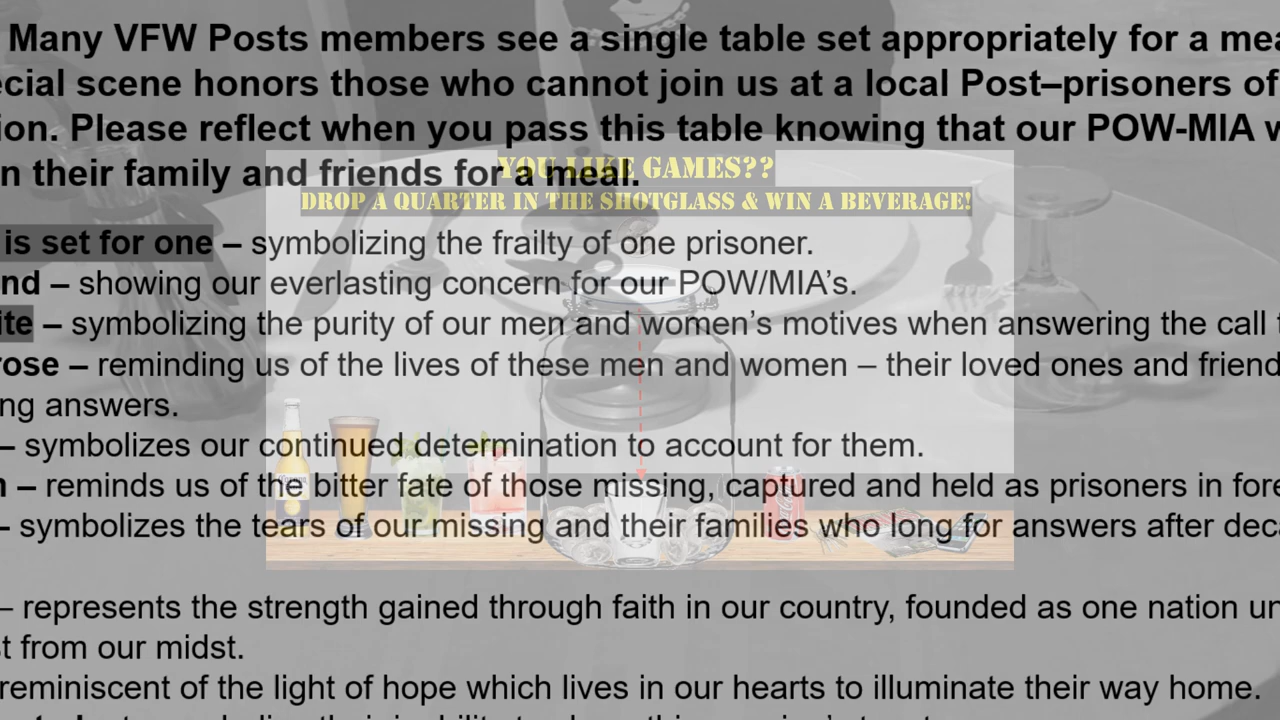 Many VFW Posts members see a single table set appropriately for a mea
ecial scene honors those who cannot join us at a local Post–prisoners of
ion. Please reflect when you pass this table knowing that our POW-MIA w
n their family and friends for a meal.
YOU LIKE GAMES??
DROP A QUARTER IN THE SHOTGLASS & WIN A BEVERAGE!
is set for one – symbolizing the frailty of one prisoner.
nd – showing our everlasting concern for our POW/MIA’s.
ite – symbolizing the purity of our men and women’s motives when answering the call t
rose – reminding us of the lives of these men and women – their loved ones and friend
ng answers.
– symbolizes our continued determination to account for them.
n – reminds us of the bitter fate of those missing, captured and held as prisoners in fore
– symbolizes the tears of our missing and their families who long for answers after deca
– represents the strength gained through faith in our country, founded as one nation un
t from our midst.
reminiscent of the light of hope which lives in our hearts to illuminate their way home.